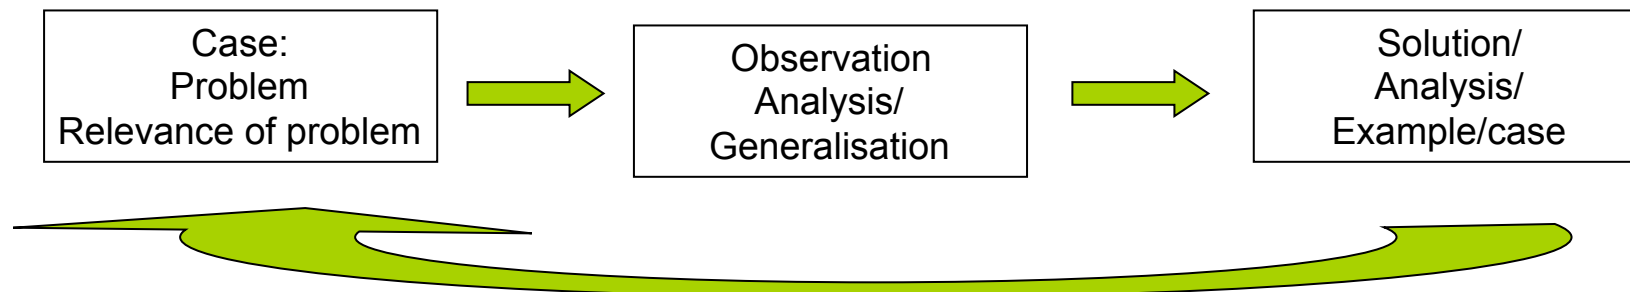 Case:
Problem
Relevance of problem
Observation
Analysis/
Generalisation
Solution/
Analysis/
Example/case